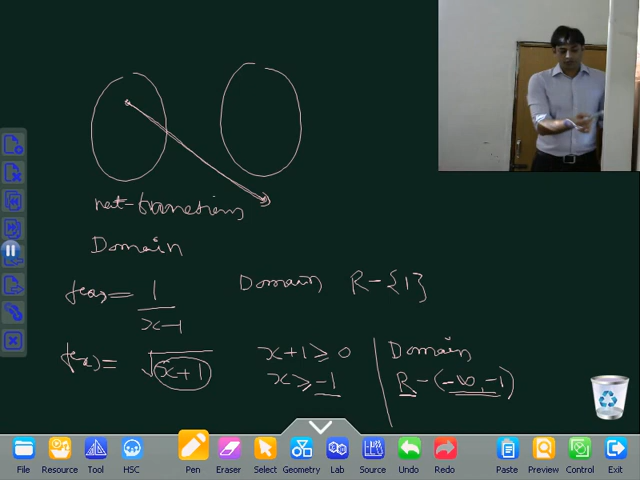 not-functions
Domain
f(x) = 1/(x-1) Domain R-{1}
f(x) = √(x+1) x+1 ≥ 0 Domain
x ≥ -1 R-(-∞, -1)
File Resource Tool HSC Pen Eraser Select Geometry Lab Source Undo Redo Paste Preview Control Exit